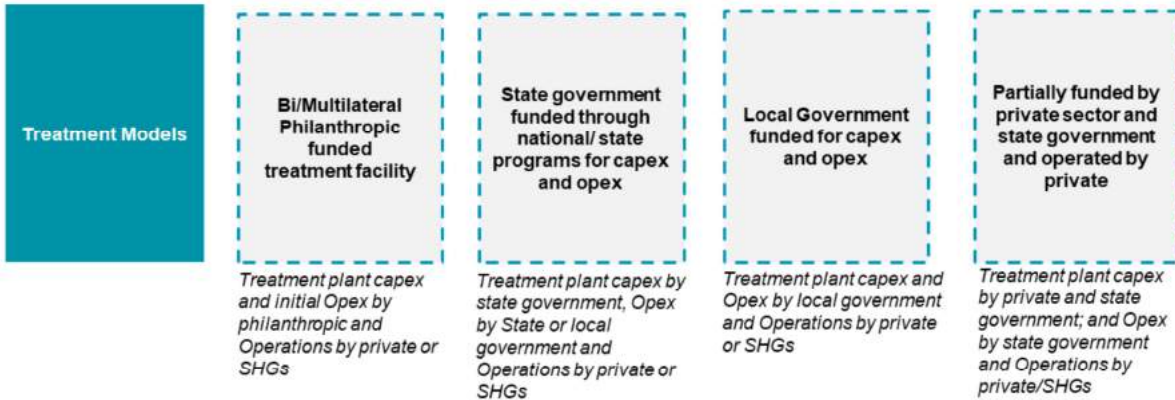 Treatment Models
Bi/Multilateral
Philanthropic
funded
treatment facility
State government
funded through
national/ state
programs for capex
and opex
Local Government
funded for capex
and opex
Partially funded by
private sector and
state government
and operated by
private
Treatment plant capex
and initial Opex by
philanthropic and
Operations by private or
SHGs
Treatment plant capex by
state government, Opex
by State or local
government and
Operations by private or
SHGs
Treatment plant capex and
Opex by local government
and Operations by private
or SHGs
Treatment plant capex
by private and state
government; and Opex
by state government
and Operations by
private/SHGs